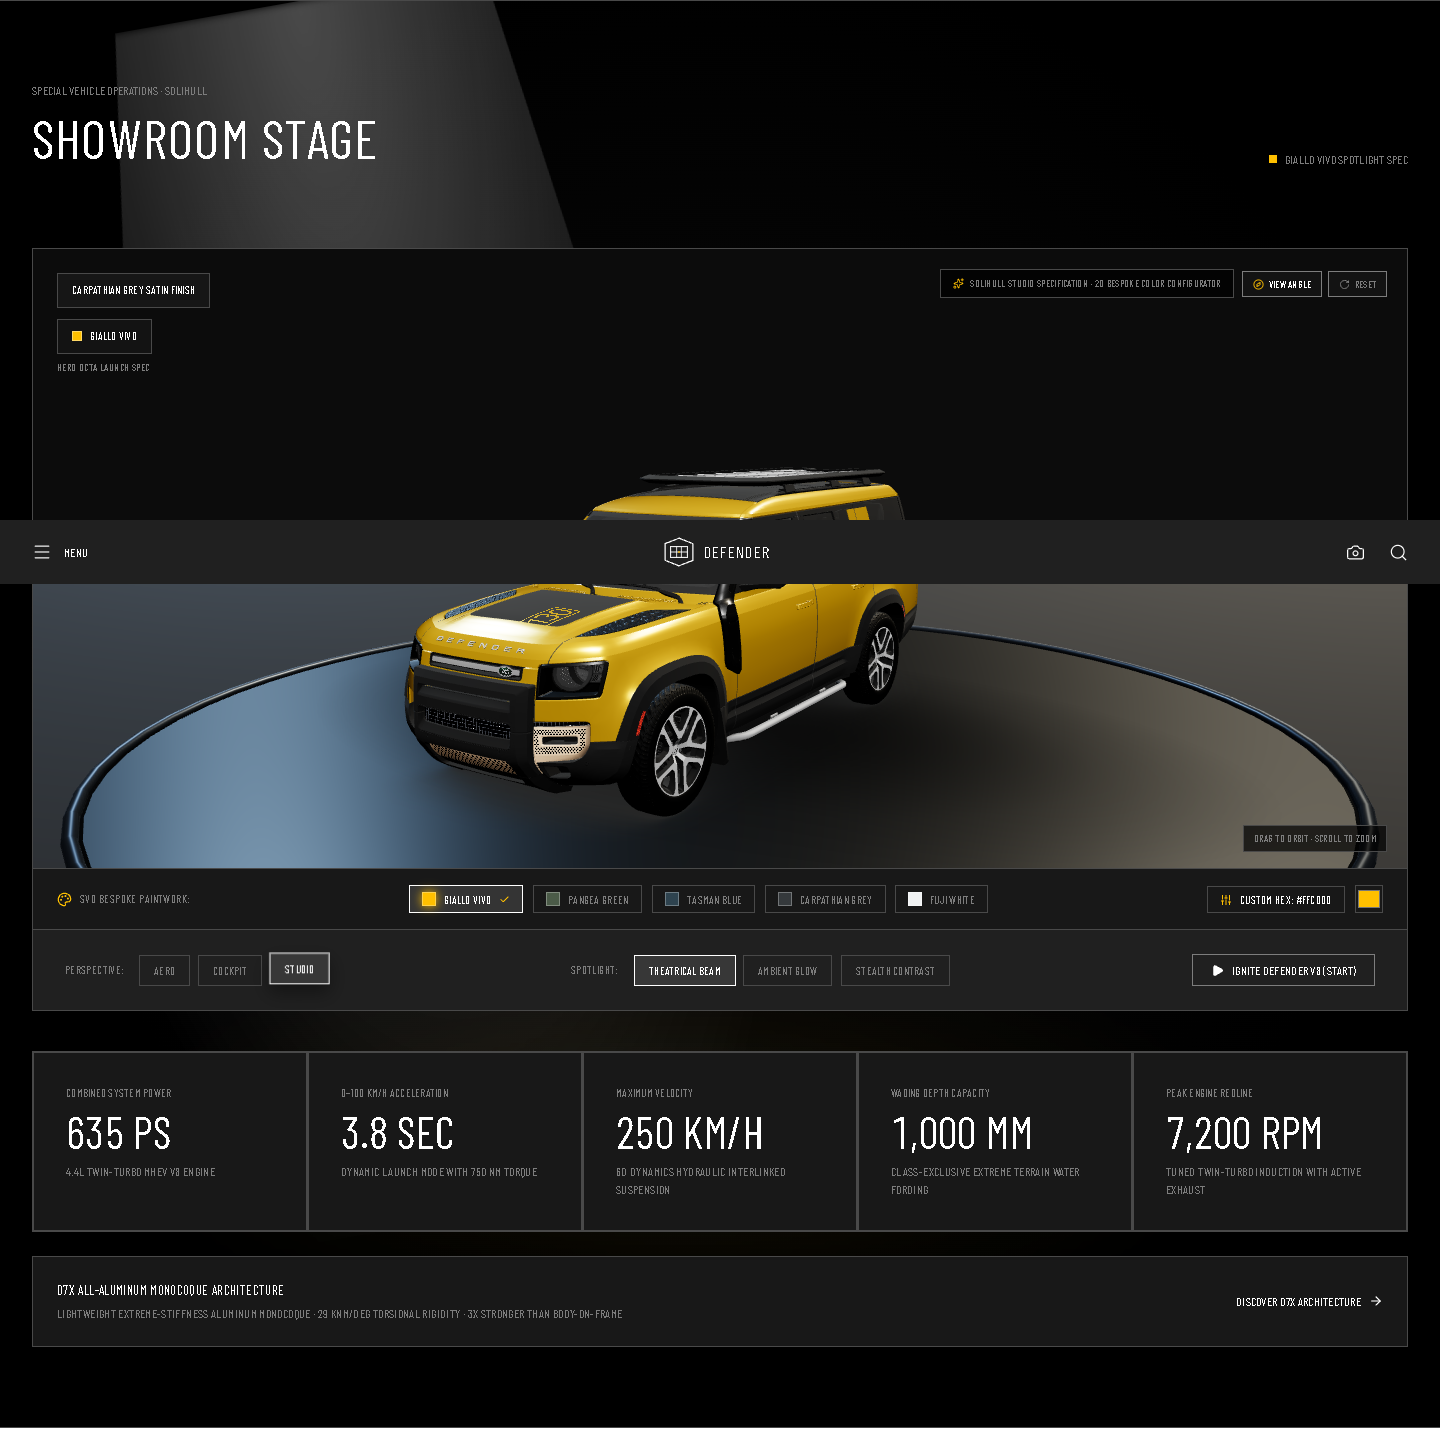 SPECIAL VEHICLE OPERATIONS · SOLIHULL
SHOWROOM STAGE
GIALLO VIVO SPOTLIGHT SPEC
CARPATHIAN GREY SATIN FINISH
SOLIHULL STUDIO SPECIFICATION · 20 BESPOKE COLOR CONFIGURATOR
VIEW ANGLE
RESET
GIALLO VIVO
HERO OCTA LAUNCH SPEC
MENU
DEFENDER
130
DEFENDER
DRAG TO ORBIT · SCROLL TO ZOOM
SVO BESPOKE PAINTWORK:
GIALLO VIVO
PANGEA GREEN
TASMAN BLUE
CARPATHIAN GREY
FUJI WHITE
CUSTOM HEX: #FFC000
PERSPECTIVE:
AERO
COCKPIT
STUDIO
SPOTLIGHT:
THEATRICAL BEAM
AMBIENT GLOW
STEALTH CONTRAST
IGNITE DEFENDER V8 (START)
COMBINED SYSTEM POWER
635 PS
4.4L TWIN-TURBO MHEV V8 ENGINE
0–100 KM/H ACCELERATION
3.8 SEC
DYNAMIC LAUNCH MODE WITH 750 NM TORQUE
MAXIMUM VELOCITY
250 KM/H
6D DYNAMICS HYDRAULIC INTERLINKED
SUSPENSION
WADING DEPTH CAPACITY
1,000 MM
CLASS-EXCLUSIVE EXTREME TERRAIN WATER
FORDING
PEAK ENGINE REDLINE
7,200 RPM
TUNED TWIN-TURBO INDUCTION WITH ACTIVE
EXHAUST
D7X ALL-ALUMINUM MONOCOQUE ARCHITECTURE
LIGHTWEIGHT EXTREME-STIFFNESS ALUMINUM MONOCOQUE · 29 KNM/DEG TORSIONAL RIGIDITY · 3X STRONGER THAN BODY-ON-FRAME
DISCOVER D7X ARCHITECTURE